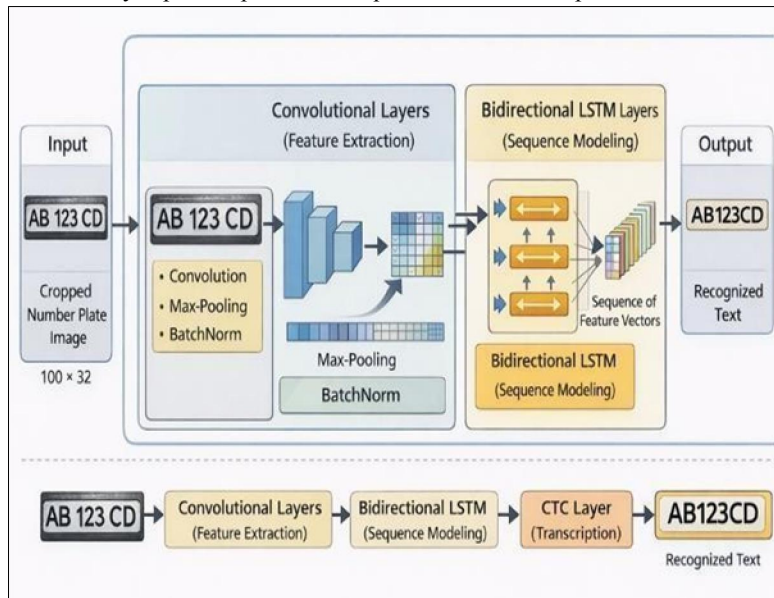 Input
AB 123 CD
Cropped
Number Plate
Image
100 × 32
Convolutional Layers
(Feature Extraction)
AB 123 CD
• Convolution
• Max-Pooling
• BatchNorm
Max-Pooling
BatchNorm
Bidirectional LSTM Layers
(Sequence Modeling)
Sequence of
Feature Vectors
Bidirectional LSTM
(Sequence Modeling)
Output
AB123CD
Recognized
Text
AB 123 CD
Convolutional Layers
(Feature Extraction)
Bidirectional LSTM
(Sequence Modeling)
CTC Layer
(Transcription)
AB123CD
Recognized Text